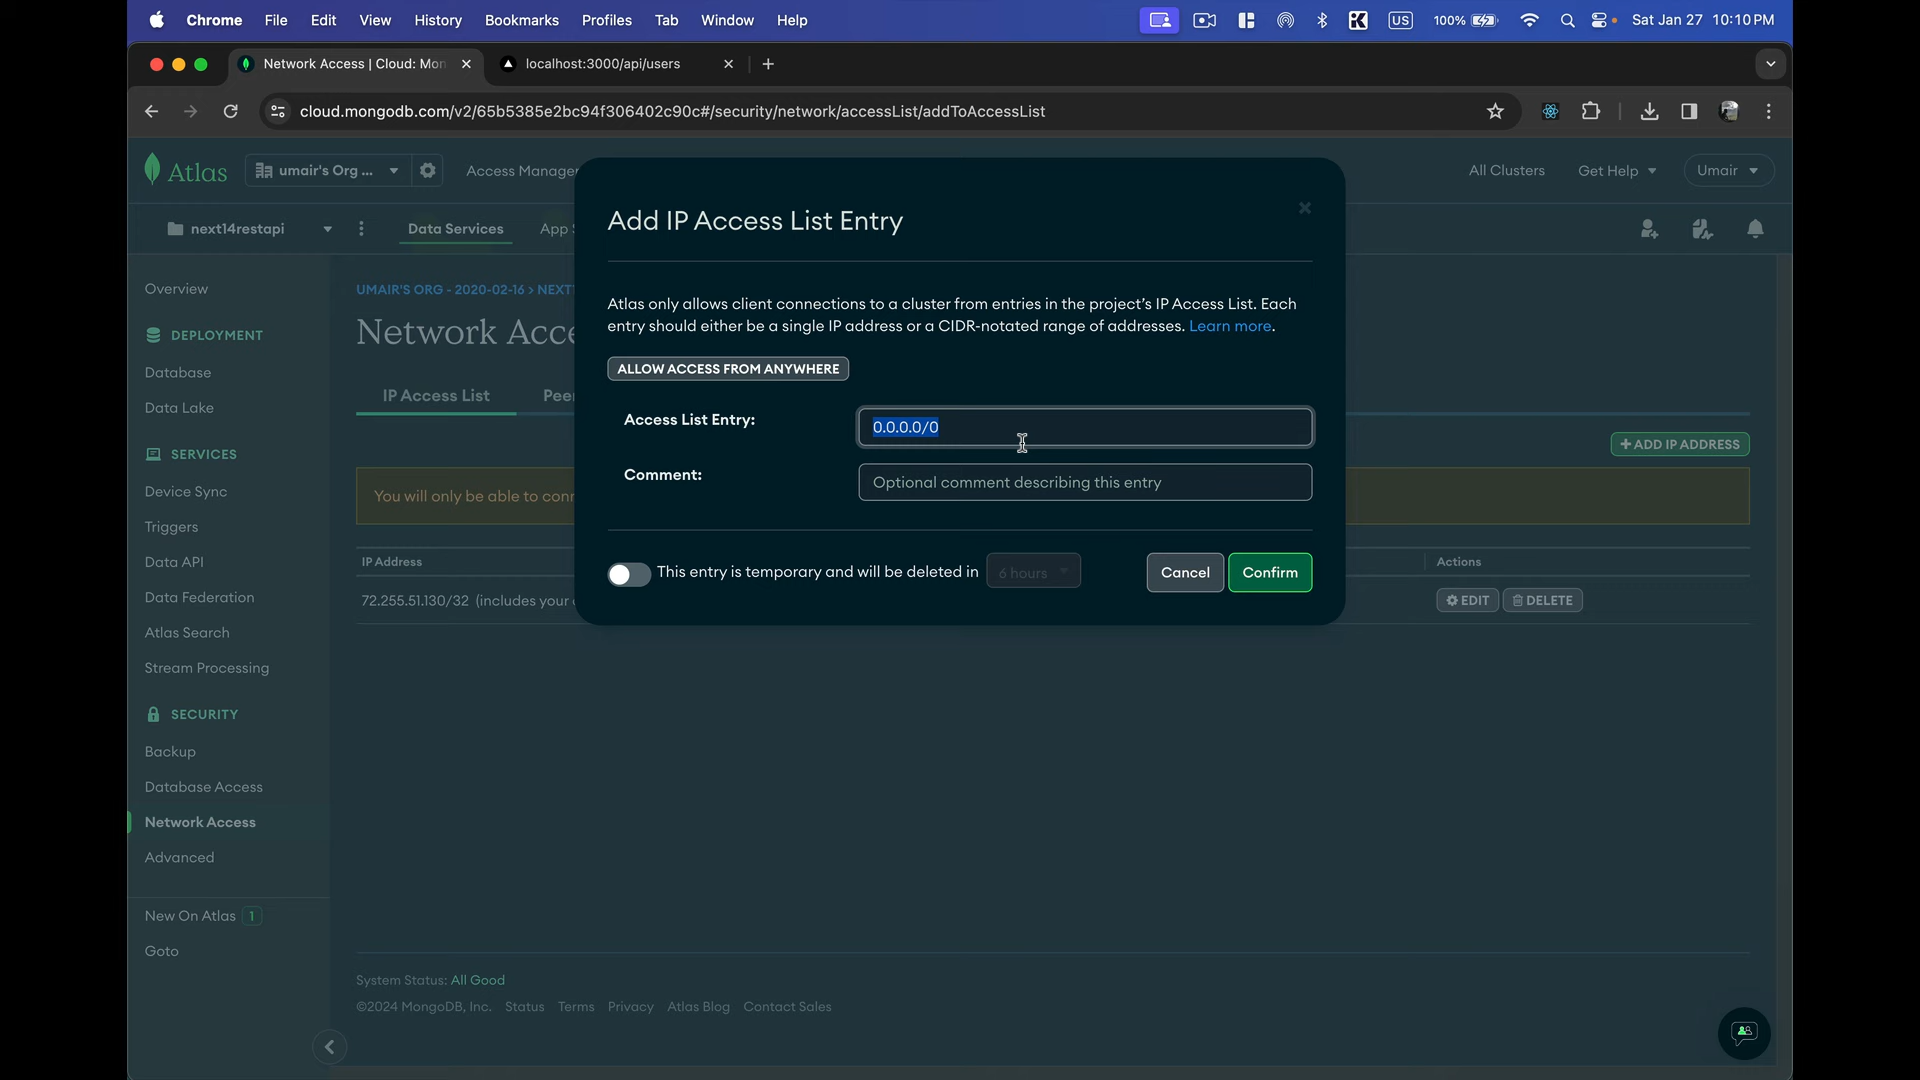 Chrome File Edit View History Bookmarks Profiles Tab Window Help US 100% Sat Jan 27 10:10 PM
Network Access | Cloud: Mon localhost:3000/api/users
cloud.mongodb.com/v2/65b5385e2bc94f306402c90c#/security/network/accessList/addToAccessList
Atlas umair's Org ... Access Manage All Clusters Get Help Umair
next14restapi Data Services App S
Overview
DEPLOYMENT
Database
Data Lake
SERVICES
Device Sync
Triggers
Data API
Data Federation
Atlas Search
Stream Processing
SECURITY
Backup
Database Access
Network Access
Advanced
New On Atlas 1
Goto
UMAIR'S ORG - 2020-02-16 > NEXT1
Network Acce
IP Access List Peer
+ ADD IP ADDRESS
You will only be able to conn
IP Address Actions
72.255.51.130/32 (includes your c EDIT DELETE
Add IP Access List Entry
Atlas only allows client connections to a cluster from entries in the project's IP Access List. Each
entry should either be a single IP address or a CIDR-notated range of addresses. Learn more.
ALLOW ACCESS FROM ANYWHERE
Access List Entry: 0.0.0.0/0
Comment: Optional comment describing this entry
This entry is temporary and will be deleted in 6 hours Cancel Confirm
System Status: All Good
©2024 MongoDB, Inc. Status Terms Privacy Atlas Blog Contact Sales